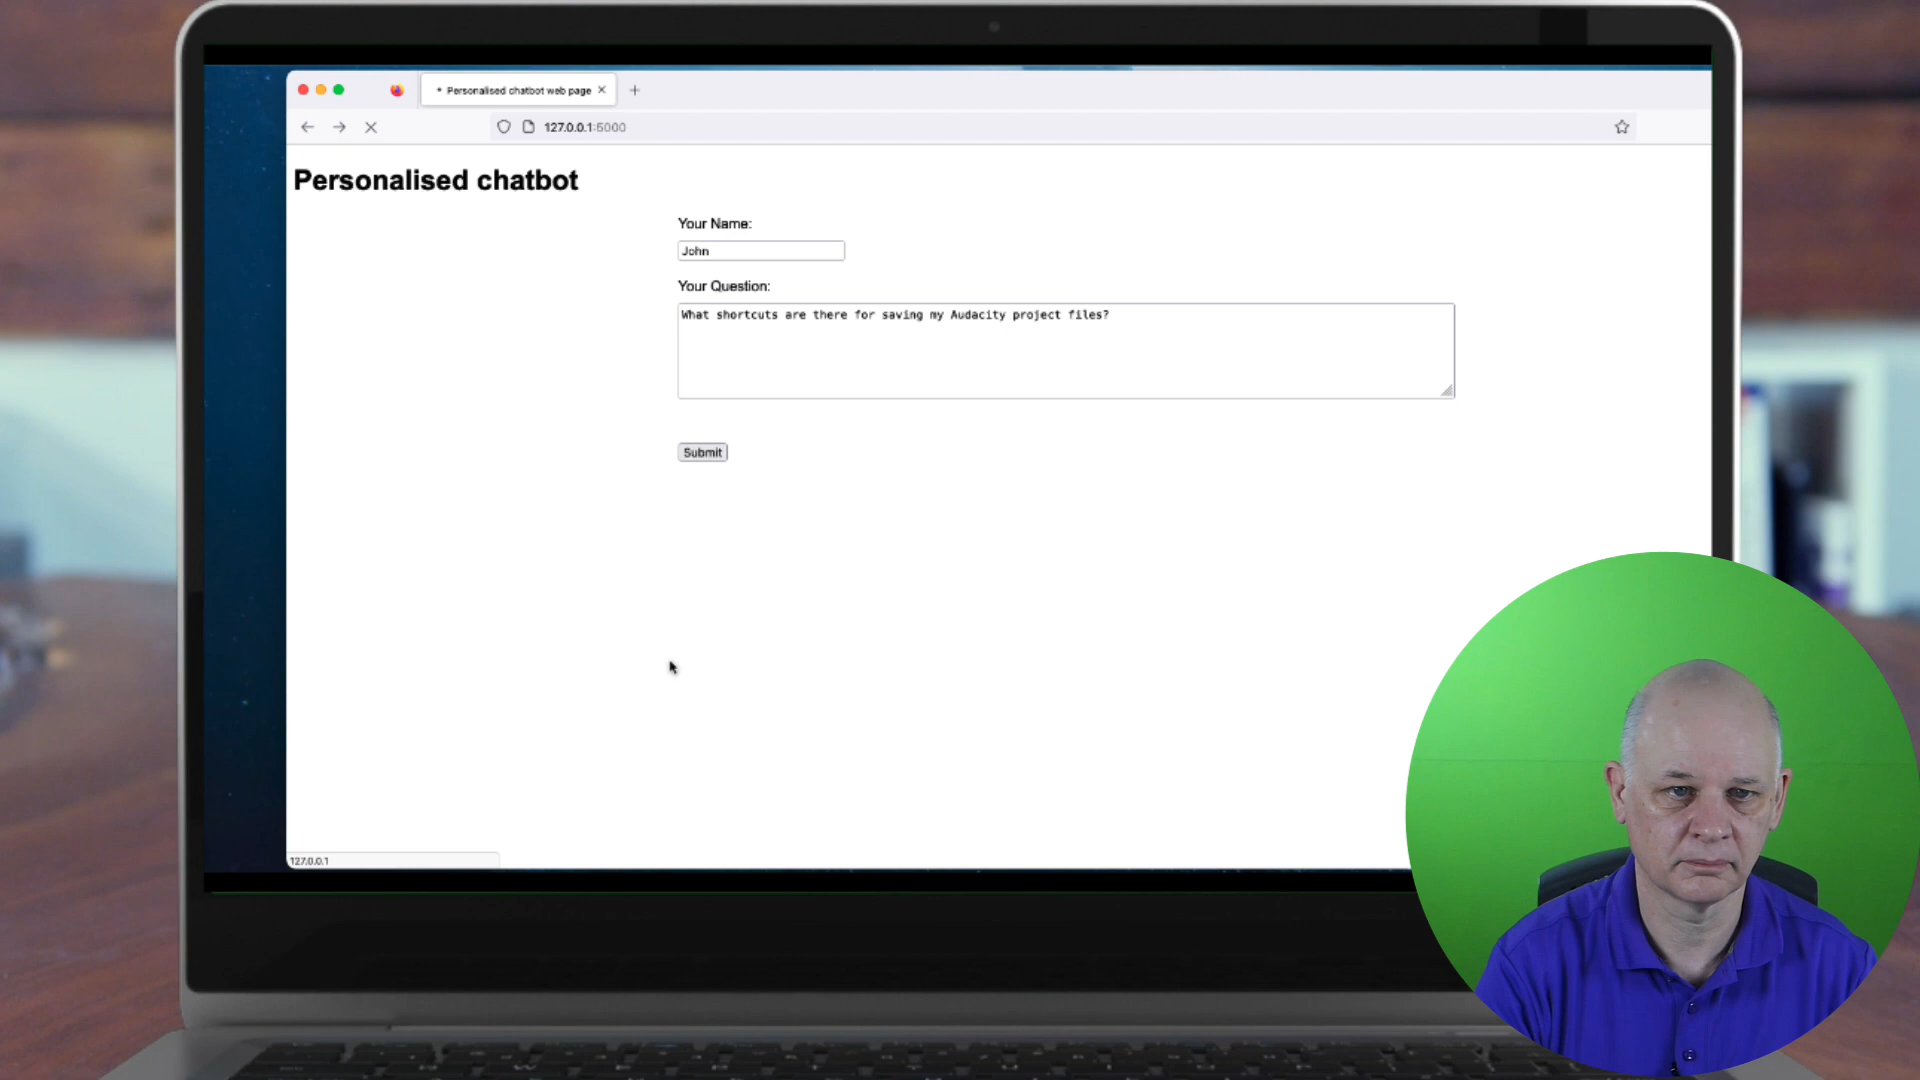 Personalised chatbot web page
127.0.0.1:5000
Personalised chatbot
Your Name:
John
Your Question:
What shortcuts are there for saving my Audacity project files?
Submit
127.0.0.1